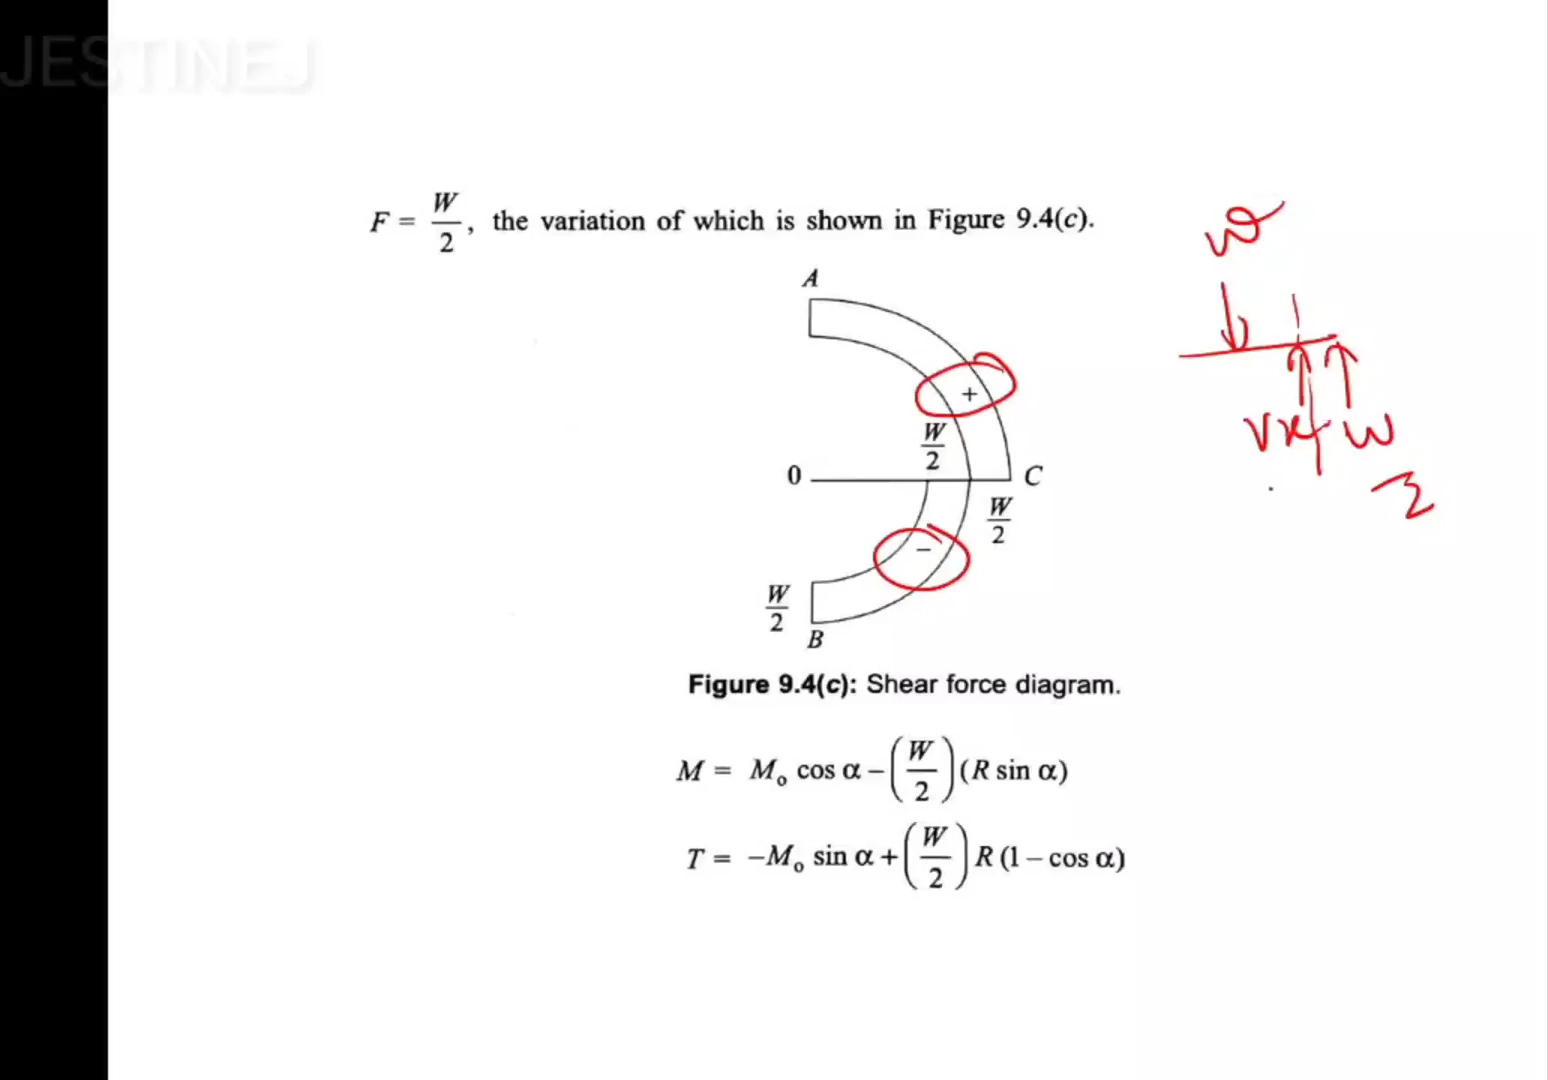 JESTINEJ
F = W/2, the variation of which is shown in Figure 9.4(c).
W
A
+
W/2
Vx
W
2
0
C
W/2
−
W/2
B
Figure 9.4(c): Shear force diagram.
M = M₀ cos α − (W/2) (R sin α)
T = −M₀ sin α + (W/2) R (1 − cos α)